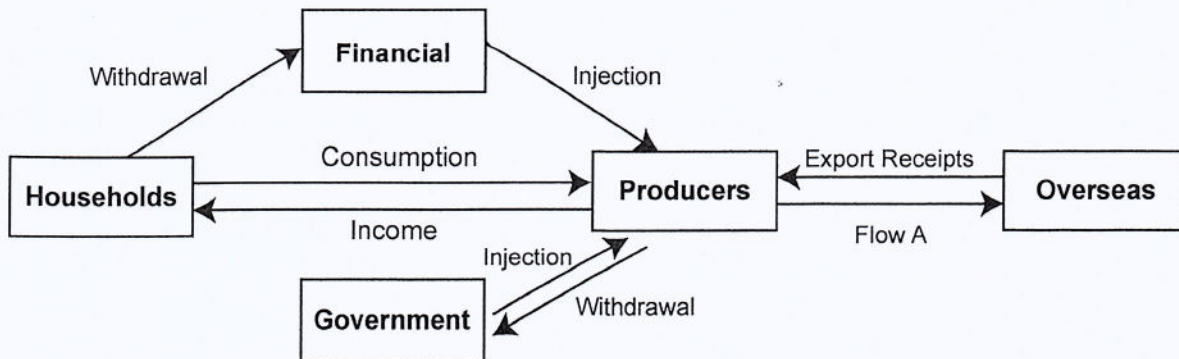 Financial
Withdrawal
Injection
Consumption
Export Receipts
Households
Producers
Overseas
Income
Flow A
Injection
Withdrawal
Government